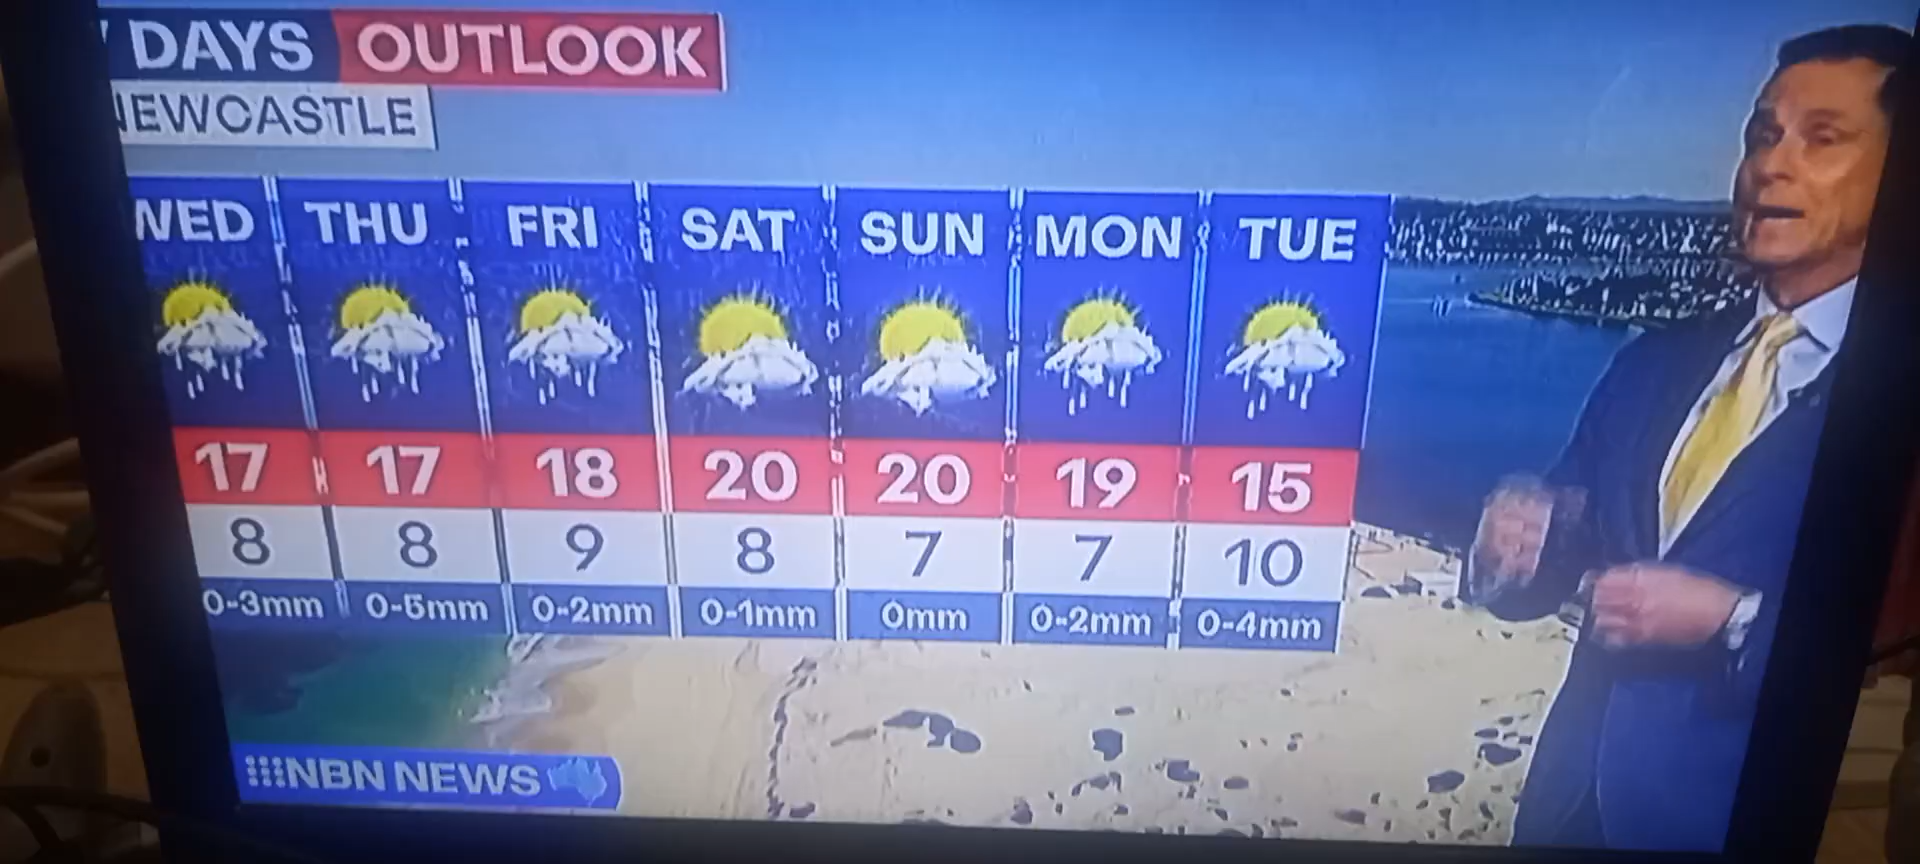 DAYS OUTLOOK
NEWCASTLE
WED THU FRI SAT SUN MON TUE
17 17 18 20 20 19 15
8 8 9 8 7 7 10
0-3mm 0-5mm 0-2mm 0-1mm 0mm 0-2mm 0-4mm
NBN NEWS